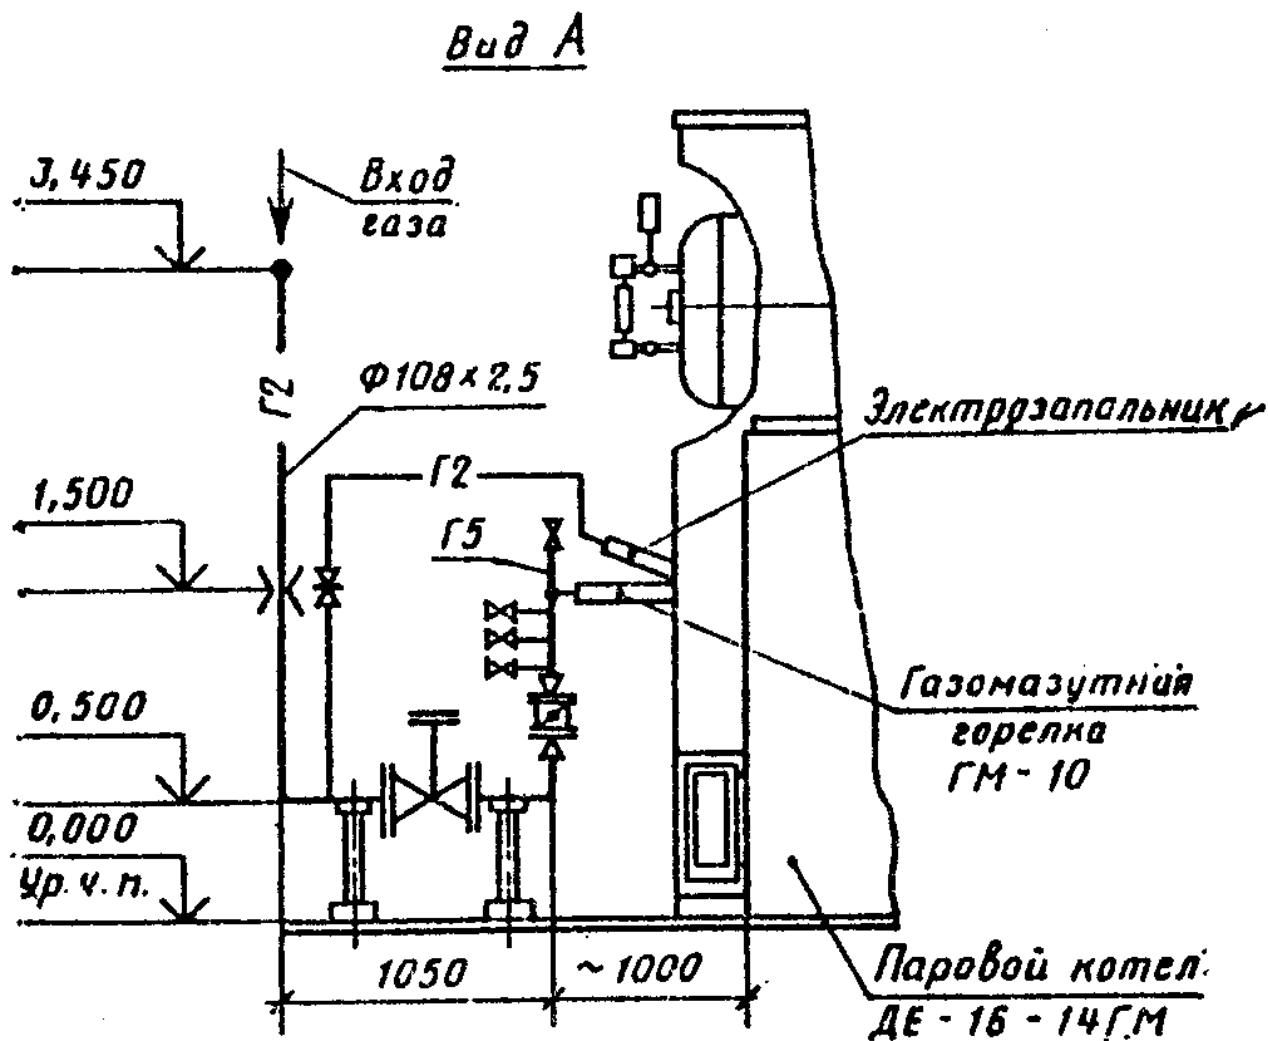 Вид А
3,450
Вход
газа
Г2
Ф108×2,5
Электрозапальник
Г2
1,500
Г5
0,500
Газомазутная
горелка
ГМ-10
0,000
Ур.ч.п.
1050
~1000
Паровой котел
ДЕ-16-14ГМ